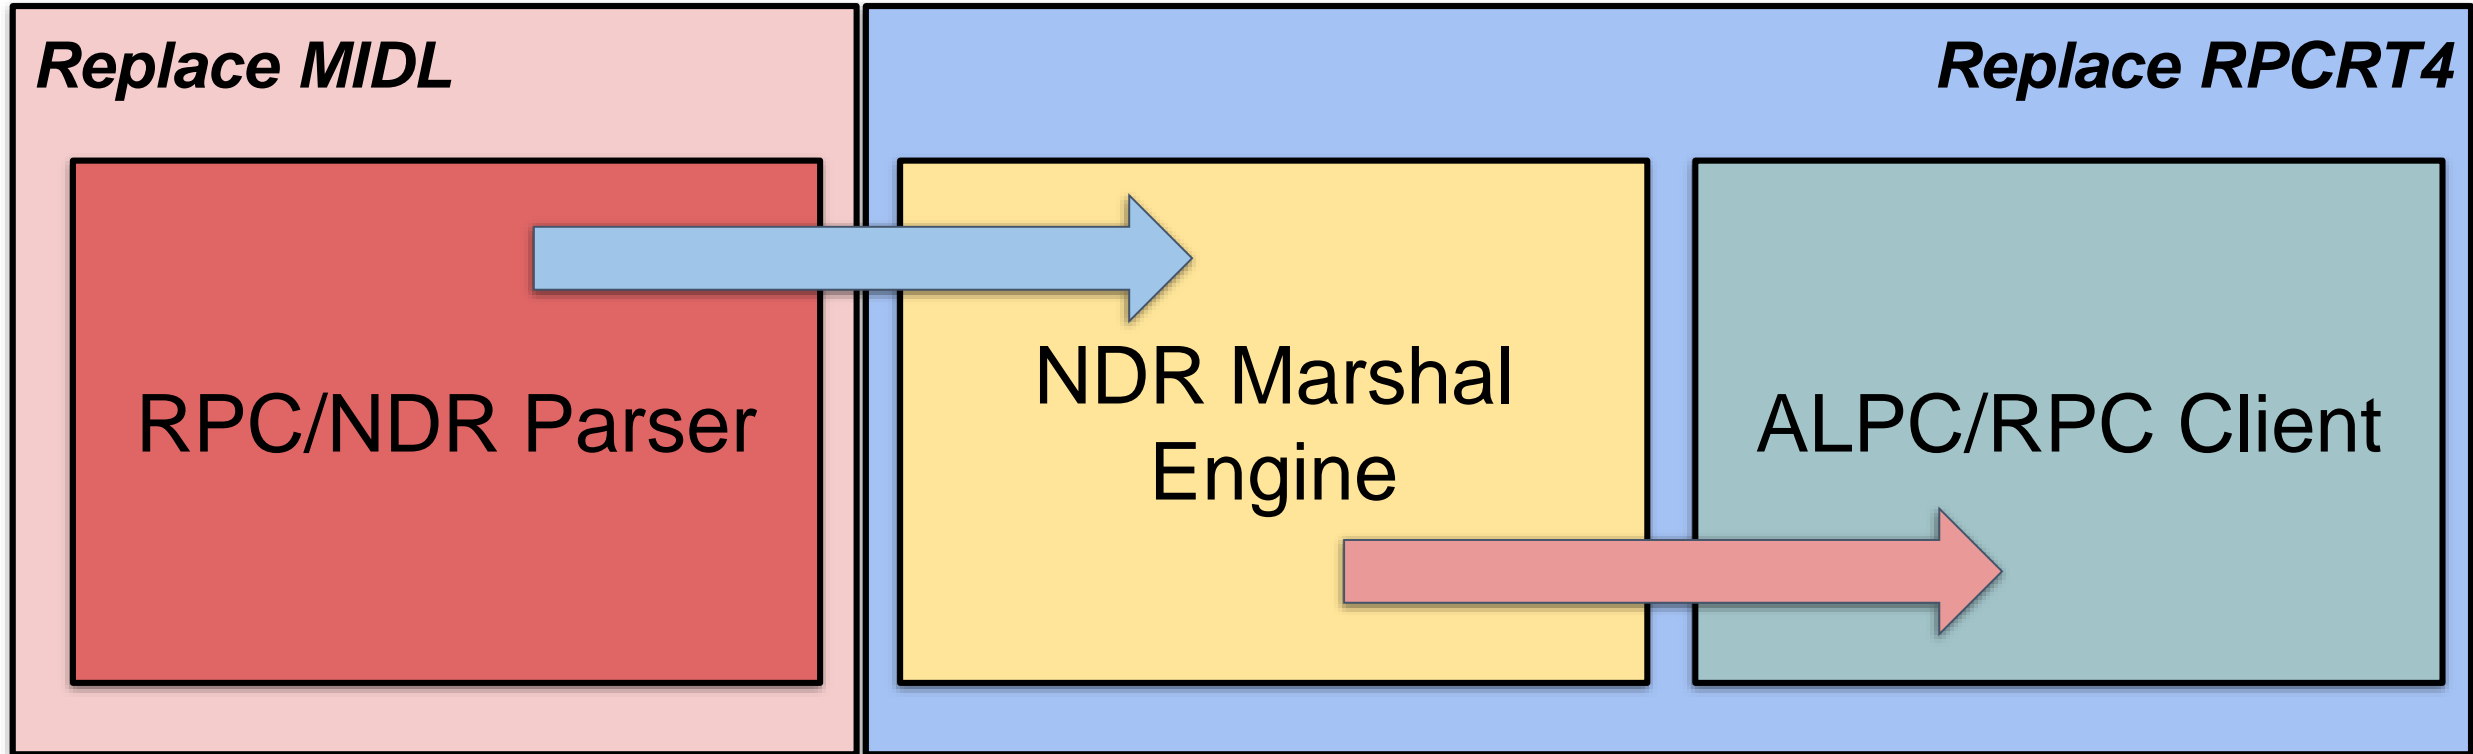 Replace MIDL
Replace RPCRT4
RPC/NDR Parser
NDR Marshal
Engine
ALPC/RPC Client